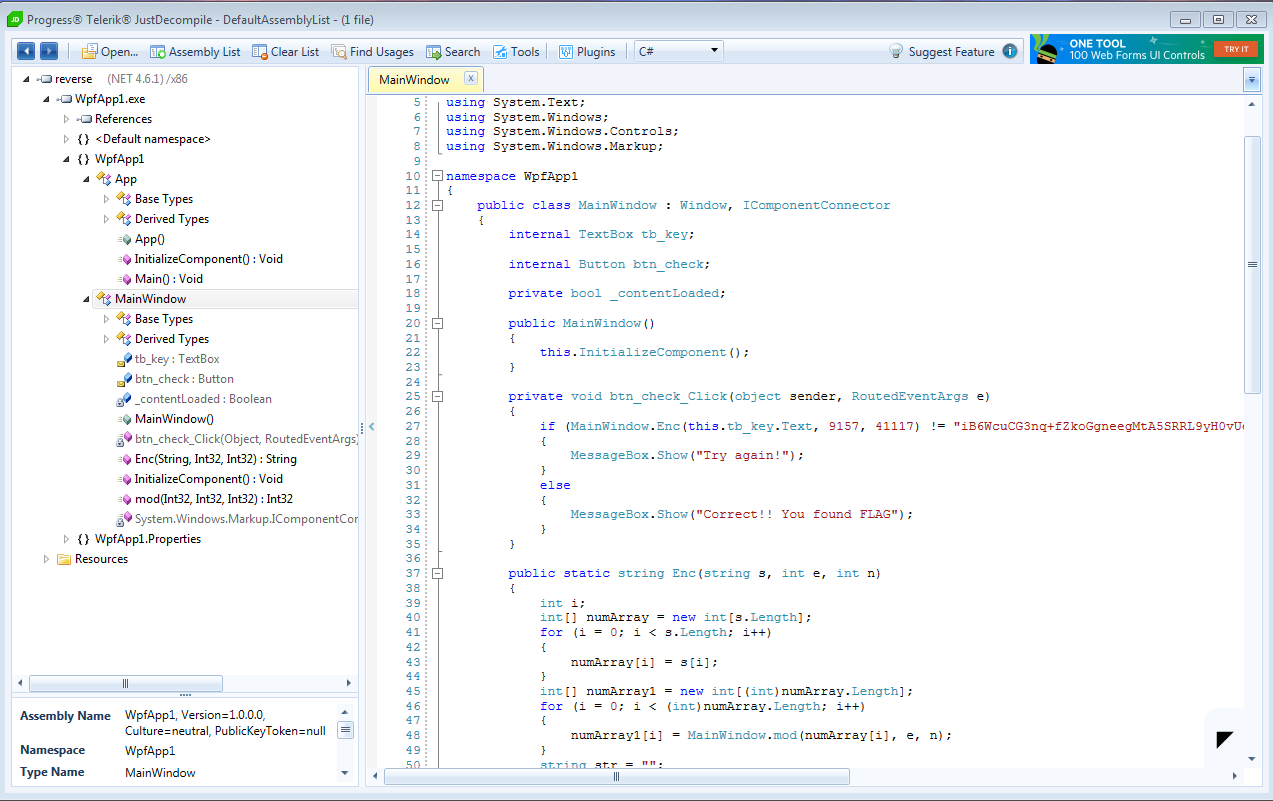 Progress® Telerik® JustDecompile - DefaultAssemblyList - (1 file)
Open... Assembly List Clear List Find Usages Search Tools Plugins C# Suggest Feature
ONE TOOL
100 Web Forms UI Controls
TRY IT
reverse (NET 4.6.1) /x86
WpfApp1.exe
References
{} <Default namespace>
{} WpfApp1
App
Base Types
Derived Types
App()
InitializeComponent() : Void
Main() : Void
MainWindow
Base Types
Derived Types
tb_key : TextBox
btn_check : Button
_contentLoaded : Boolean
MainWindow()
btn_check_Click(Object, RoutedEventArgs)
Enc(String, Int32, Int32) : String
InitializeComponent() : Void
mod(Int32, Int32, Int32) : Int32
System.Windows.Markup.IComponentCor
{} WpfApp1.Properties
Resources
Assembly Name WpfApp1, Version=1.0.0.0,
Culture=neutral, PublicKeyToken=null
Namespace WpfApp1
Type Name MainWindow
MainWindow
5 using System.Text;
6 using System.Windows;
7 using System.Windows.Controls;
8 using System.Windows.Markup;
9
10 namespace WpfApp1
11 {
12 public class MainWindow : Window, IComponentConnector
13 {
14 internal TextBox tb_key;
15
16 internal Button btn_check;
17
18 private bool _contentLoaded;
19
20 public MainWindow()
21 {
22 this.InitializeComponent();
23 }
24
25 private void btn_check_Click(object sender, RoutedEventArgs e)
26 {
27 if (MainWindow.Enc(this.tb_key.Text, 9157, 41117) != "iB6WcuCG3nq+fZkoGgneegMtA5SRRL9yH0vU
28 {
29 MessageBox.Show("Try again!");
30 }
31 else
32 {
33 MessageBox.Show("Correct!! You found FLAG");
34 }
35 }
36
37 public static string Enc(string s, int e, int n)
38 {
39 int i;
40 int[] numArray = new int[s.Length];
41 for (i = 0; i < s.Length; i++)
42 {
43 numArray[i] = s[i];
44 }
45 int[] numArray1 = new int[(int)numArray.Length];
46 for (i = 0; i < (int)numArray.Length; i++)
47 {
48 numArray1[i] = MainWindow.mod(numArray[i], e, n);
49 }
50 string str = "";